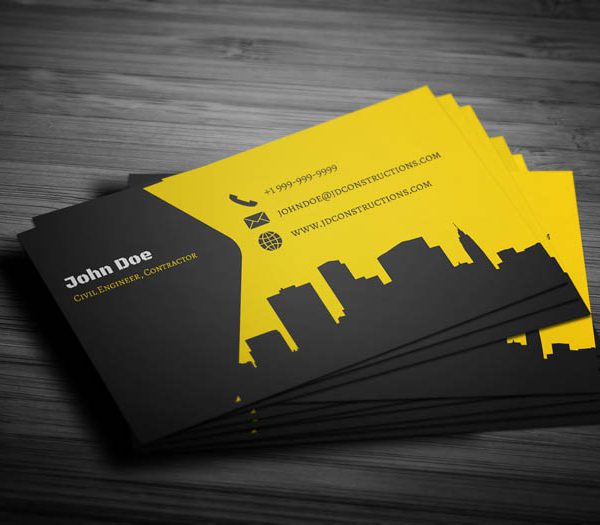 John Doe
Civil Engineer, Contractor
+1 999-999-9999
johndoe@jdconstructions.com
www.jdconstructions.com